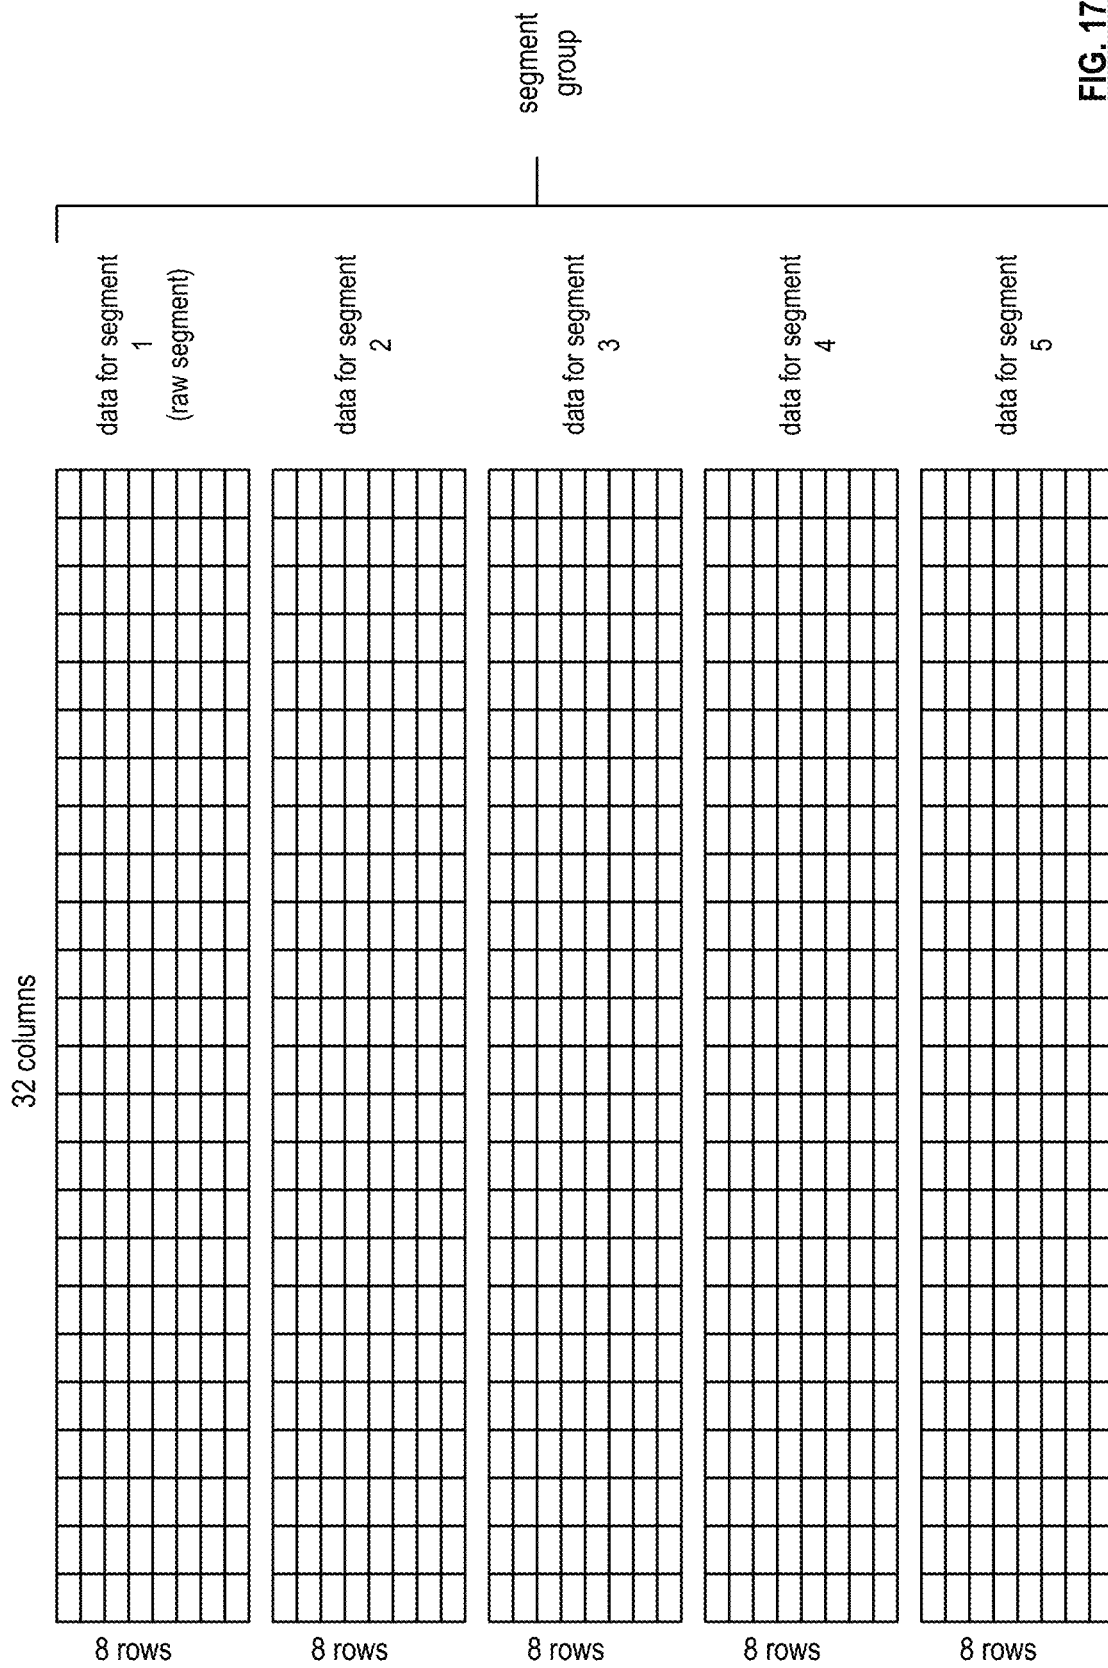 32 columns
8 rows
data for segment
1
(raw segment)
8 rows
data for segment
2
8 rows
data for segment
3
8 rows
data for segment
4
8 rows
data for segment
5
segment
group
FIG. 17